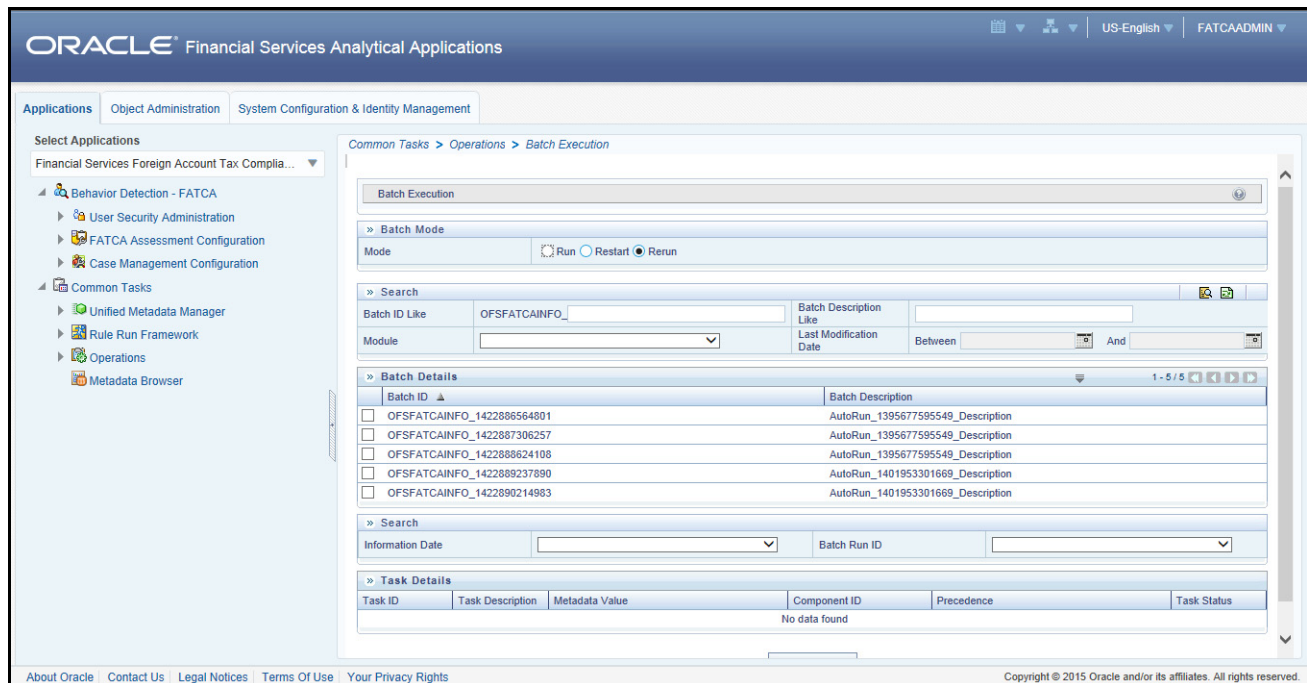 US-English FATCAADMIN
ORACLE® Financial Services Analytical Applications
Applications Object Administration System Configuration & Identity Management
Select Applications
Financial Services Foreign Account Tax Complia...
Behavior Detection - FATCA
User Security Administration
FATCA Assessment Configuration
Case Management Configuration
Common Tasks
Unified Metadata Manager
Rule Run Framework
Operations
Metadata Browser
Common Tasks > Operations > Batch Execution
Batch Execution
» Batch Mode
Mode Run Restart Rerun
» Search
Batch ID Like OFSFATCAINFO_ Batch Description Like
Module Last Modification Date Between And
» Batch Details 1 - 5 / 5
Batch ID Batch Description
OFSFATCAINFO_1422886564801 AutoRun_1395677595549_Description
OFSFATCAINFO_1422887306257 AutoRun_1395677595549_Description
OFSFATCAINFO_1422888624108 AutoRun_1395677595549_Description
OFSFATCAINFO_1422889237890 AutoRun_1401953301669_Description
OFSFATCAINFO_1422890214983 AutoRun_1401953301669_Description
» Search
Information Date Batch Run ID
» Task Details
Task ID Task Description Metadata Value Component ID Precedence Task Status
No data found
About Oracle Contact Us Legal Notices Terms Of Use Your Privacy Rights Copyright © 2015 Oracle and/or its affiliates. All rights reserved.